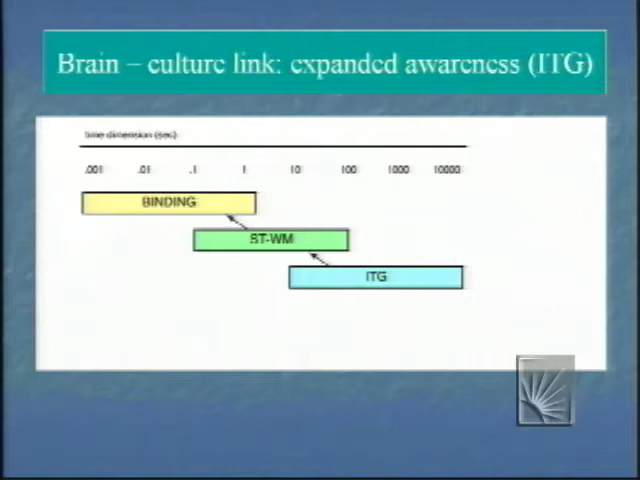 Brain – culture link: expanded awareness (ITG)
time dimension (sec)
.001 .01 .1 1 10 100 1000 10000
BINDING
ST-WM
ITG